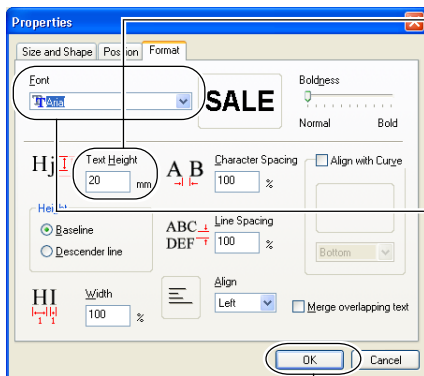 Properties
Size and Shape Position Format
Font
Arial
SALE
Boldness
Normal Bold
Hj
Text Height
20 mm
A B
Character Spacing
100 %
Align with Curve
Height
Baseline
Descender line
ABC
DEF
Line Spacing
100 %
Bottom
HI
1 1
Width
100 %
Align
Left
Merge overlapping text
OK Cancel